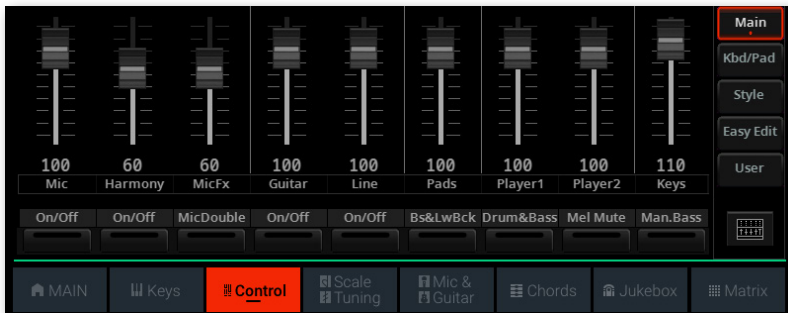 Main
Kbd/Pad
Style
Easy Edit
User
100 60 60 100 100 100 100 100 110
Mic Harmony MicFx Guitar Line Pads Player1 Player2 Keys
On/Off On/Off MicDouble On/Off On/Off Bs&LwBck Drum&Bass Mel Mute Man.Bass
MAIN Keys Control Scale Tuning Mic & Guitar Chords Jukebox Matrix